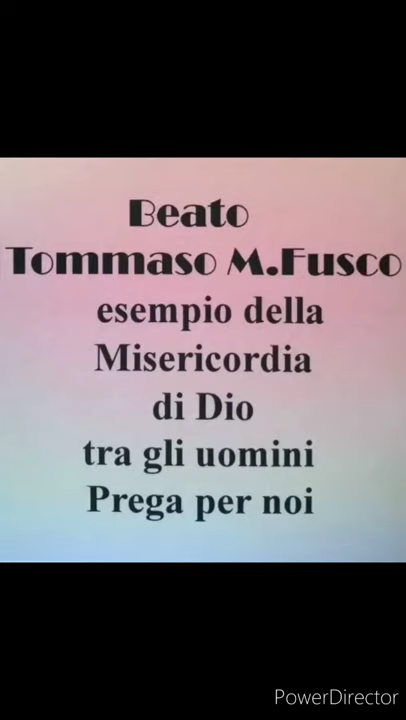 Beato
Tommaso M.Fusco
esempio della
Misericordia
di Dio
tra gli uomini
Prega per noi
PowerDirector